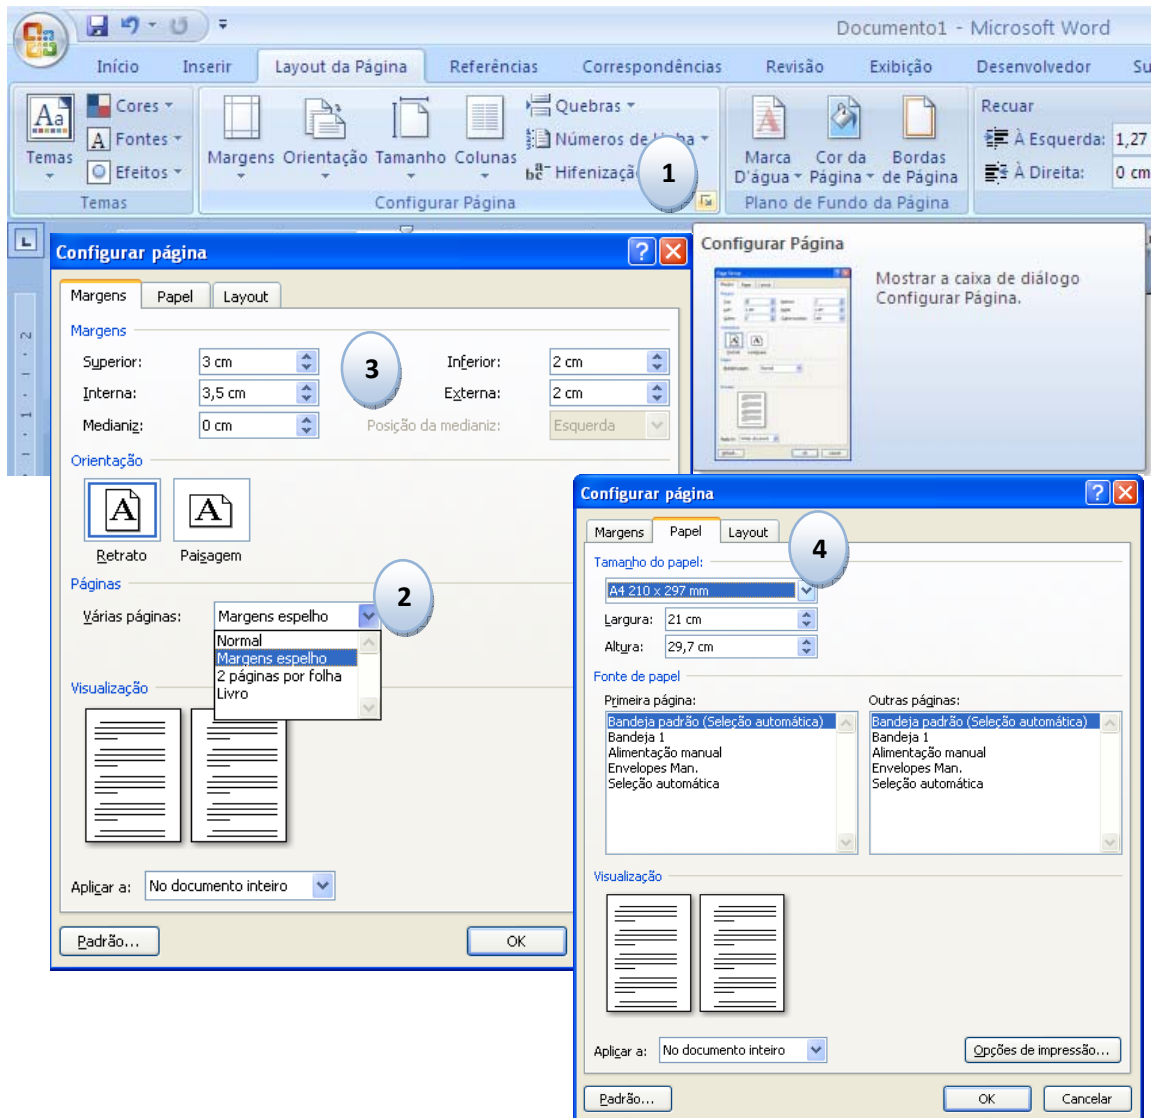 Documento1 - Microsoft Word
Início Inserir Layout da Página Referências Correspondências Revisão Exibição Desenvolvedor Su
Aa Cores Quebras Recuar
A Fontes Números de À Esquerda: 1,27
Temas Efeitos Margens Orientação Tamanho Colunas Hifenizaçã 1 Marca D'água Cor da Página Bordas de Página À Direita: 0 cm
Temas Configurar Página Plano de Fundo da Página
Configurar página
Margens Papel Layout
Margens
Superior: 3 cm Inferior: 2 cm
3
Interna: 3,5 cm Externa: 2 cm
Medianiz: 0 cm Posição da medianiz: Esquerda
Orientação
A A
Retrato Paisagem
Páginas
2
Várias páginas: Margens espelho
Normal
Margens espelho
2 páginas por folha
Livro
Visualização
Aplicar a: No documento inteiro
Padrão... OK
Configurar Página
Mostrar a caixa de diálogo
Configurar Página.
Configurar página
Margens Papel Layout
4
Tamanho do papel:
A4 210 x 297 mm
Largura: 21 cm
Altura: 29,7 cm
Fonte de papel
Primeira página: Outras páginas:
Bandeja padrão (Seleção automática) Bandeja padrão (Seleção automática)
Bandeja 1 Bandeja 1
Alimentação manual Alimentação manual
Envelopes Man. Envelopes Man.
Seleção automática Seleção automática
Visualização
Aplicar a: No documento inteiro Opções de impressão...
Padrão... OK Cancelar